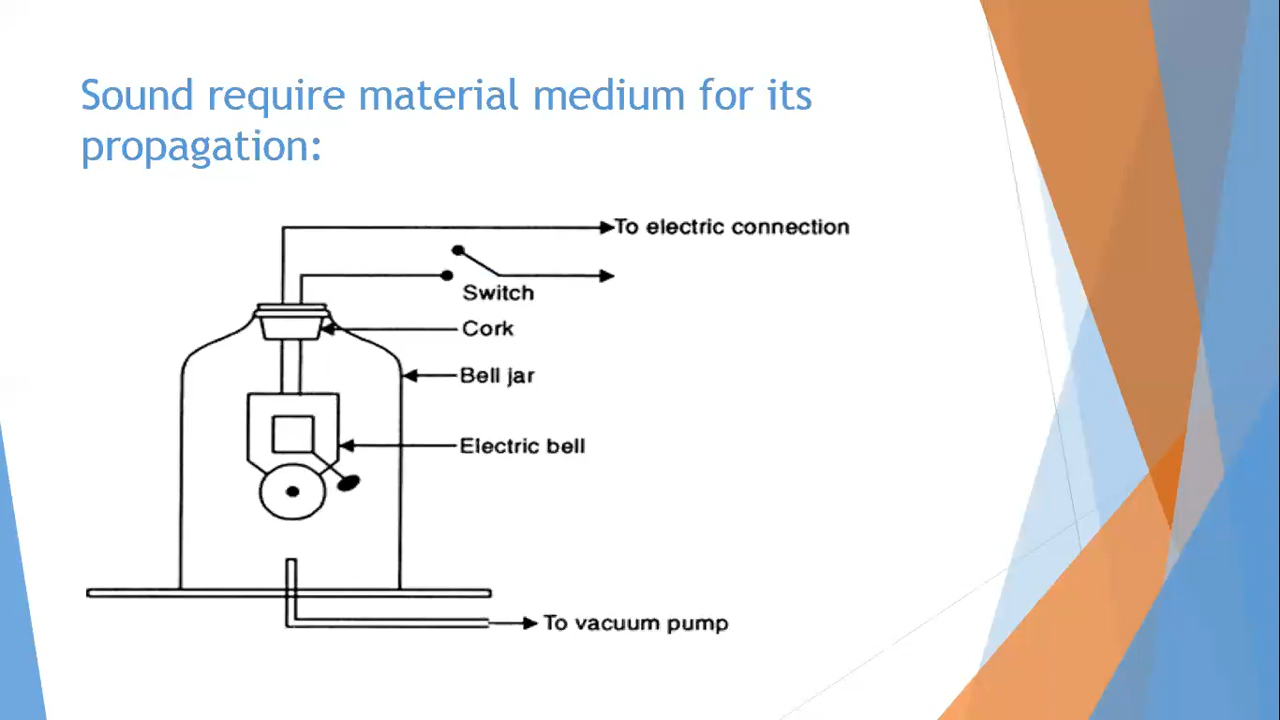 Sound require material medium for its
propagation:
To electric connection
Switch
Cork
Bell jar
Electric bell
To vacuum pump